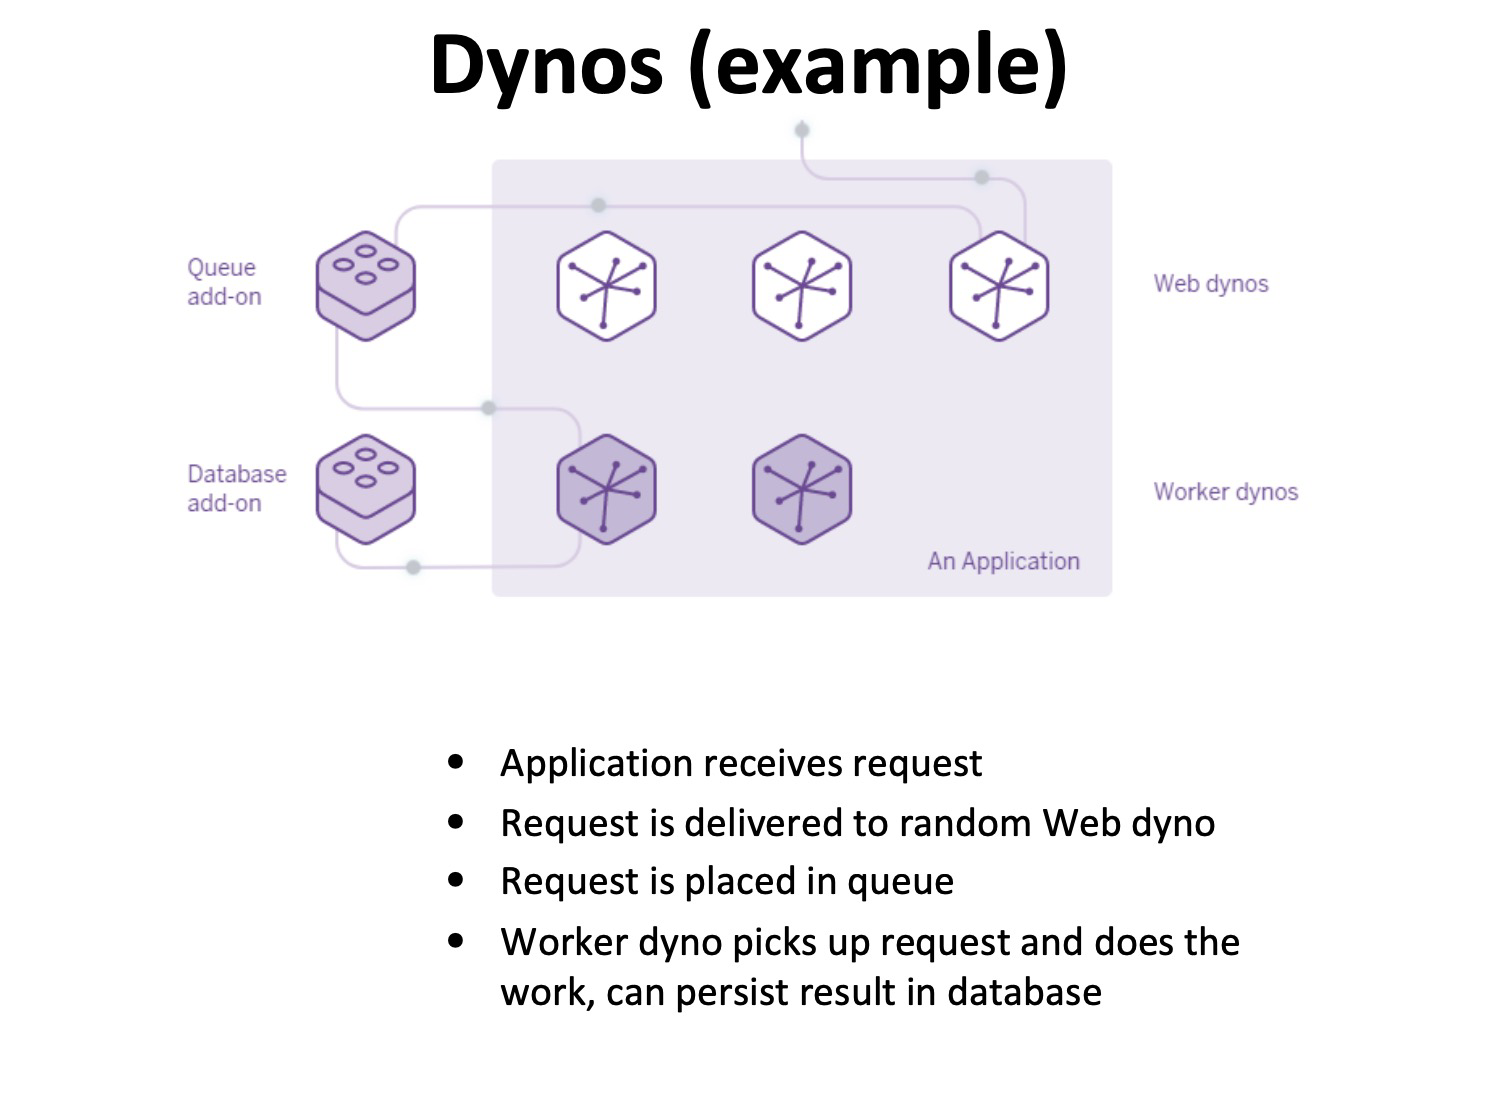 Dynos (example)
Queue
add-on
Web dynos
Database
add-on
Worker dynos
An Application
• Application receives request
• Request is delivered to random Web dyno
• Request is placed in queue
• Worker dyno picks up request and does the
work, can persist result in database